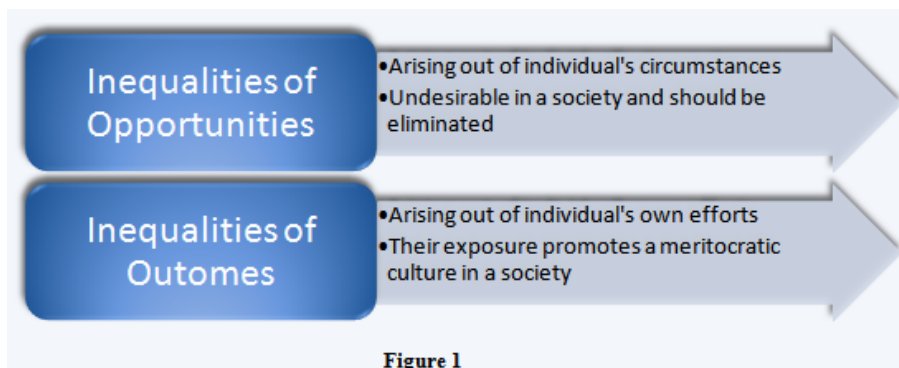 Inequalities of
Opportunities
•Arising out of individual's circumstances
•Undesirable in a society and should be
eliminated
Inequalities of
Outcomes
•Arising out of individual's own efforts
•Their exposure promotes a meritocratic
culture in a society
Figure 1